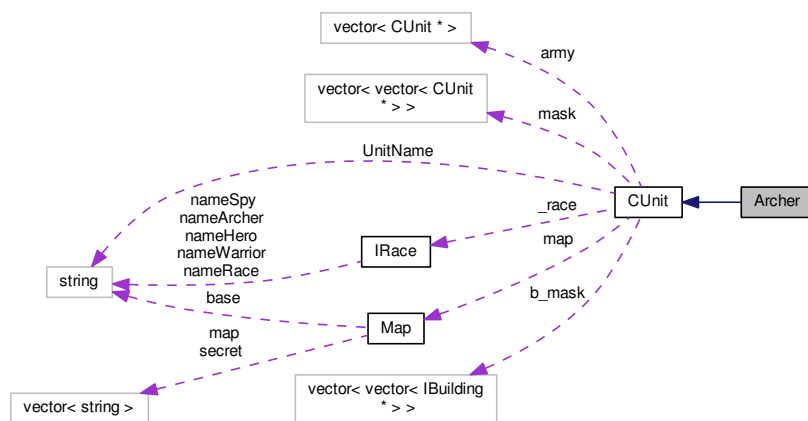 vector< CUnit * >
army
vector< vector< CUnit
* > >
mask
UnitName
nameSpy
nameArcher
nameHero
nameWarrior
nameRace
_race
CUnit
Archer
IRace
map
string
base
b_mask
Map
map
secret
vector< string >
vector< vector< IBuilding
* > >